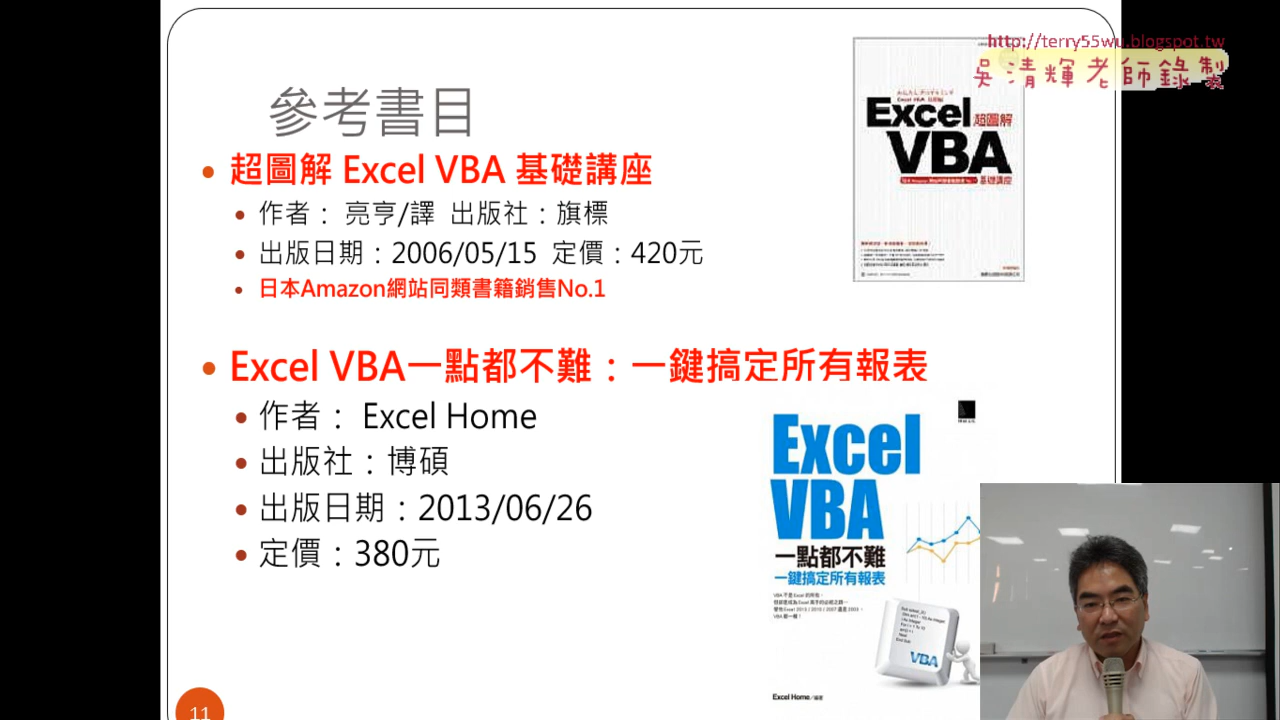 http://terry55wu.blogspot.tw
吳清輝老師錄製
參考書目
超圖解 Excel VBA 基礎講座
作者： 亮亨/譯 出版社：旗標
出版日期：2006/05/15 定價：420元
日本Amazon網站同類書籍銷售No.1
Excel 超圖解
VBA
基礎講座
Excel VBA一點都不難：一鍵搞定所有報表
作者： Excel Home
出版社：博碩
出版日期：2013/06/26
定價：380元
Excel
VBA
一點都不難
一鍵搞定所有報表
VBA
Excel Home／編著
11